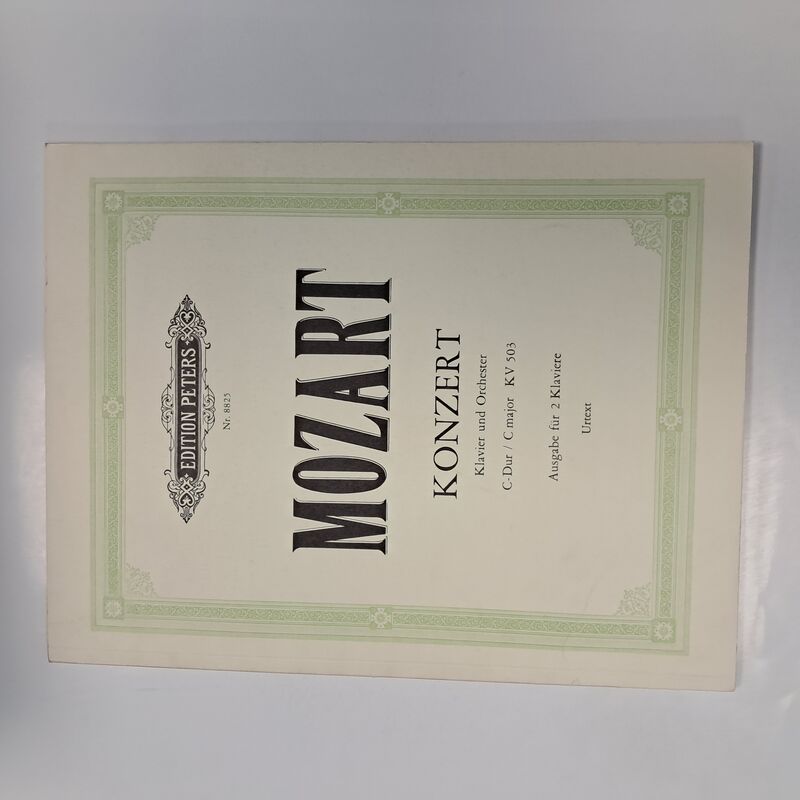 EDITION PETERS
Nr. 8825
MOZART
KONZERT
Klavier und Orchester
C-Dur / C major KV 503
Ausgabe für 2 Klaviere
Urtext